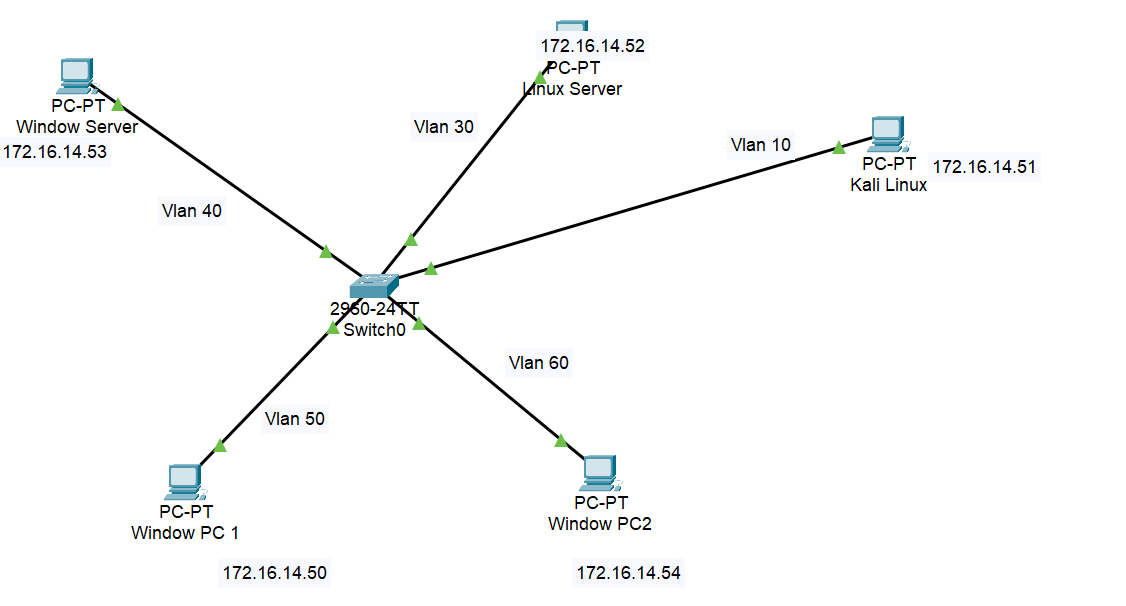 172.16.14.52
PC-PT
Linux Server
PC-PT
Window Server
172.16.14.53
Vlan 30
Vlan 10
PC-PT
Kali Linux
172.16.14.51
Vlan 40
2960-24TT
Switch0
Vlan 60
Vlan 50
PC-PT
Window PC2
PC-PT
Window PC 1
172.16.14.50
172.16.14.54